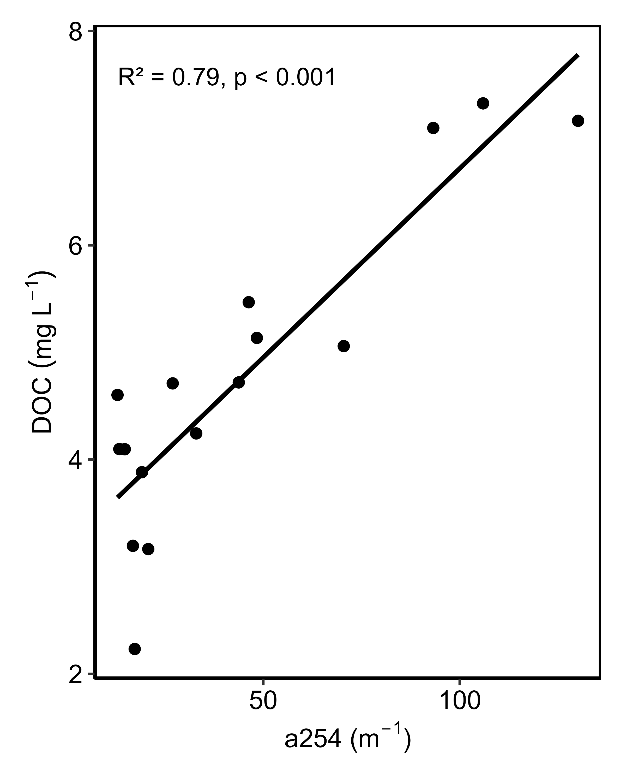 8
R² = 0.79, p < 0.001
6
DOC (mg L⁻¹)
4
2
50 100
a254 (m⁻¹)